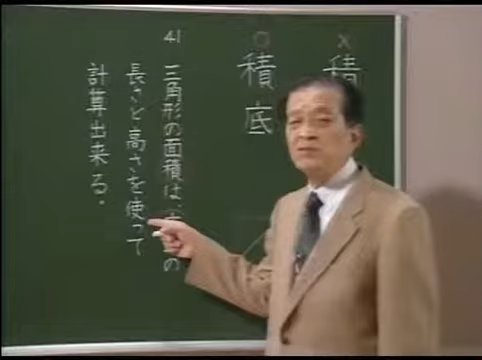 ×
積
○
積底
41 三角形の面積は、の
長さと高さを使って
計算出来る.